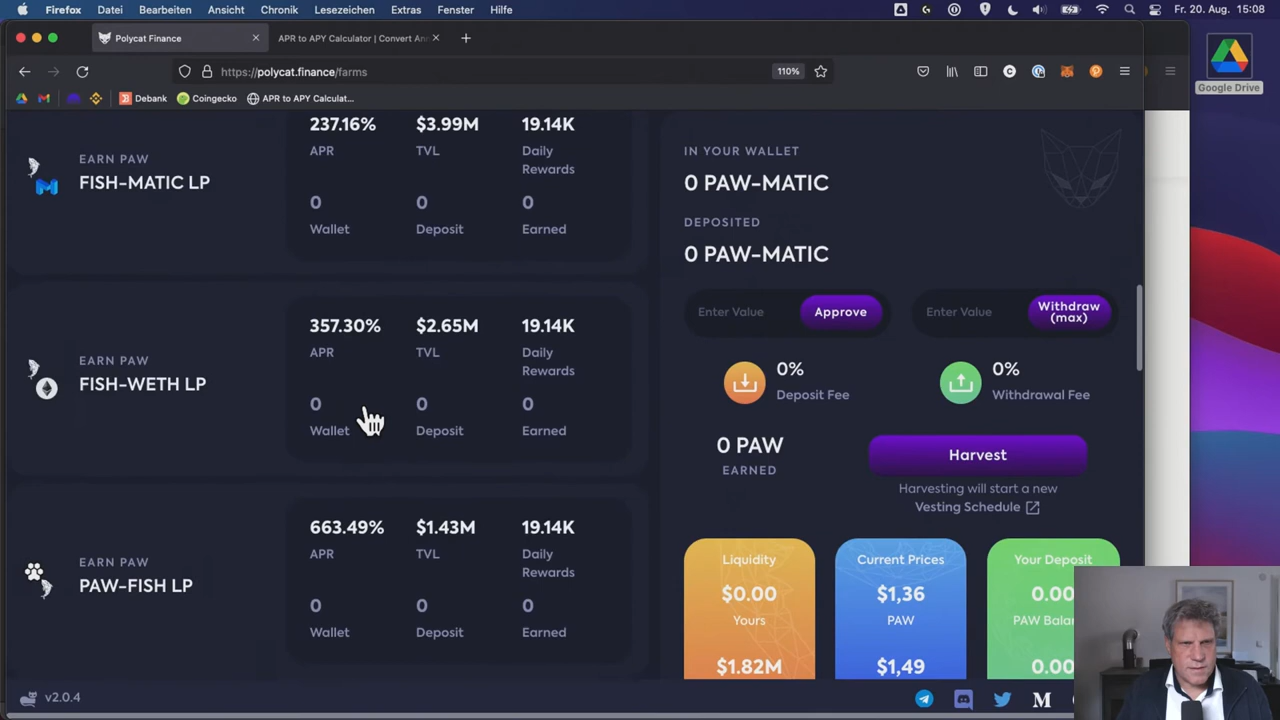 Firefox Datei Bearbeiten Ansicht Chronik Lesezeichen Extras Fenster Hilfe Fr. 20. Aug. 15:08
Polycat Finance
APR to APY Calculator | Convert Ann
https://polycat.finance/farms
110%
Debank Coingecko APR to APY Calculat...
Google Drive
EARN PAW
FISH-MATIC LP
237.16% $3.99M 19.14K
APR TVL Daily
Rewards
0 0 0
Wallet Deposit Earned
EARN PAW
FISH-WETH LP
357.30% $2.65M 19.14K
APR TVL Daily
Rewards
0 0 0
Wallet Deposit Earned
EARN PAW
PAW-FISH LP
663.49% $1.43M 19.14K
APR TVL Daily
Rewards
0 0 0
Wallet Deposit Earned
IN YOUR WALLET
0 PAW-MATIC
DEPOSITED
0 PAW-MATIC
Enter Value Approve
Enter Value Withdraw
(max)
0%
Deposit Fee
0%
Withdrawal Fee
0 PAW
EARNED
Harvest
Harvesting will start a new
Vesting Schedule
Liquidity
$0.00
Yours
$1.82M
Current Prices
$1,36
PAW
$1,49
Your Deposit
0.00
PAW Balan
0.00
v2.0.4